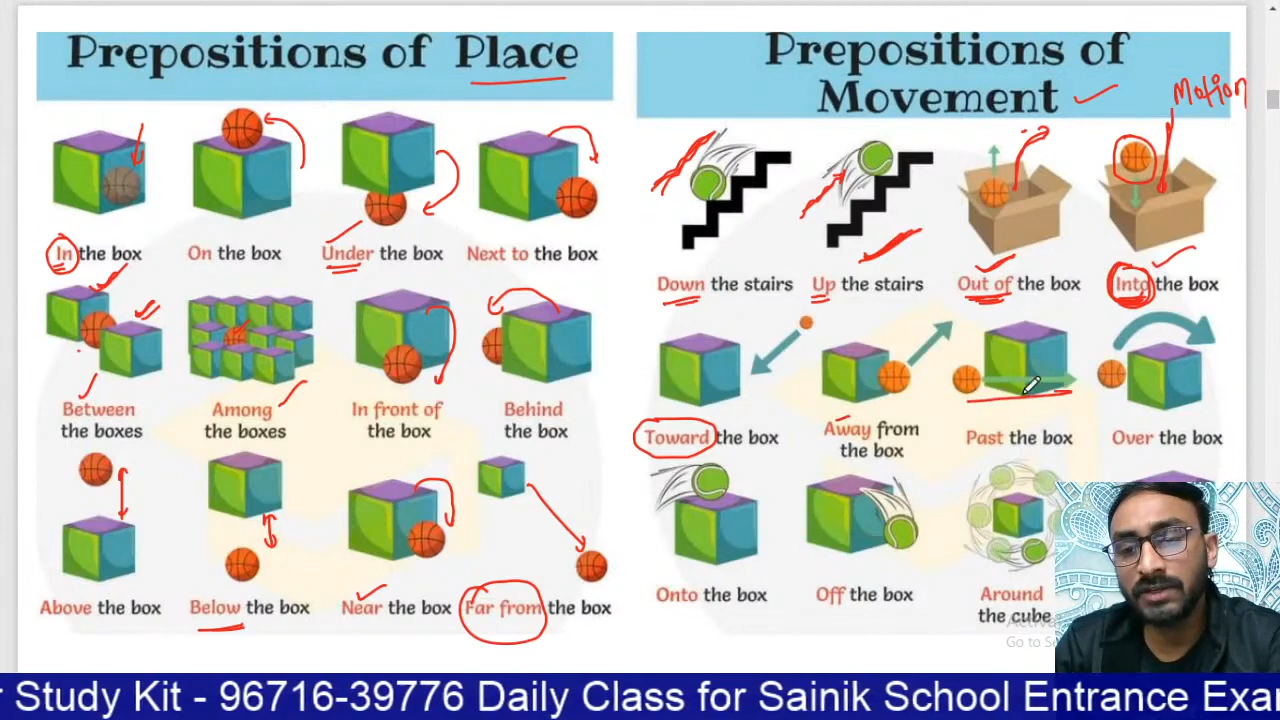 Prepositions of Place
In the box
On the box
Under the box
Next to the box
Between
the boxes
Among
the boxes
In front of
the box
Behind
the box
Above the box
Below the box
Near the box
Far from the box
Prepositions of
Movement
Motion
Down the stairs
Up the stairs
Out of the box
Into the box
Toward the box
Away from
the box
Past the box
Over the box
Onto the box
Off the box
Around
the cube
Go to S
r Study Kit - 96716-39776 Daily Class for Sainik School Entrance Exa